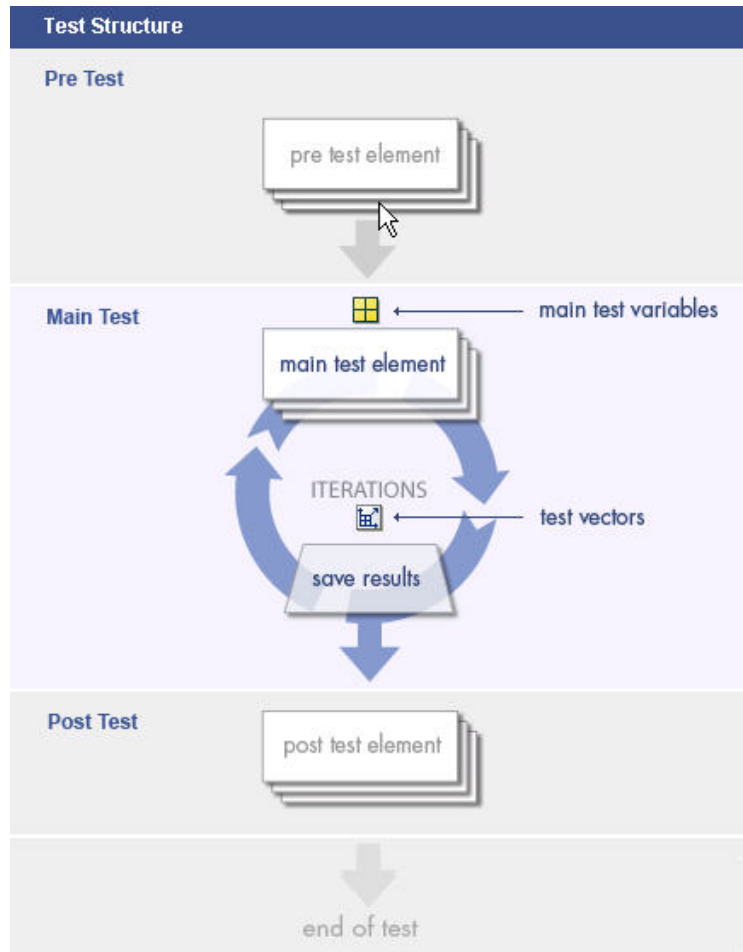 Test Structure
Pre Test
pre test element
Main Test
main test variables
main test element
ITERATIONS
test vectors
save results
Post Test
post test element
end of test